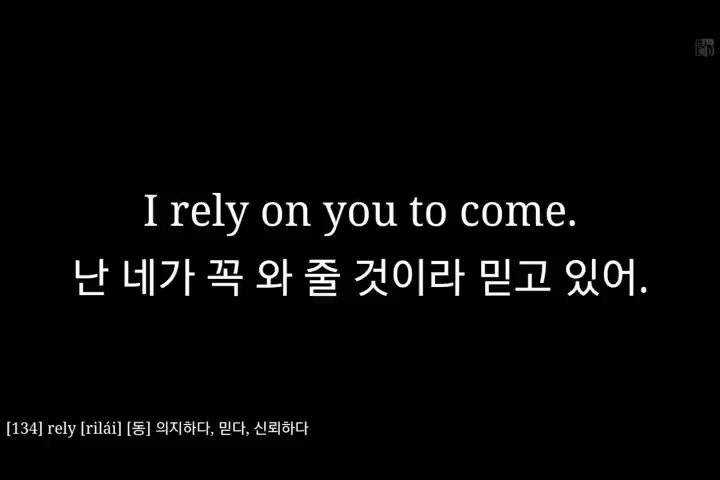 I rely on you to come.
난 네가 꼭 와 줄 것이라 믿고 있어.
[134] rely [rilái] [동] 의지하다, 믿다, 신뢰하다